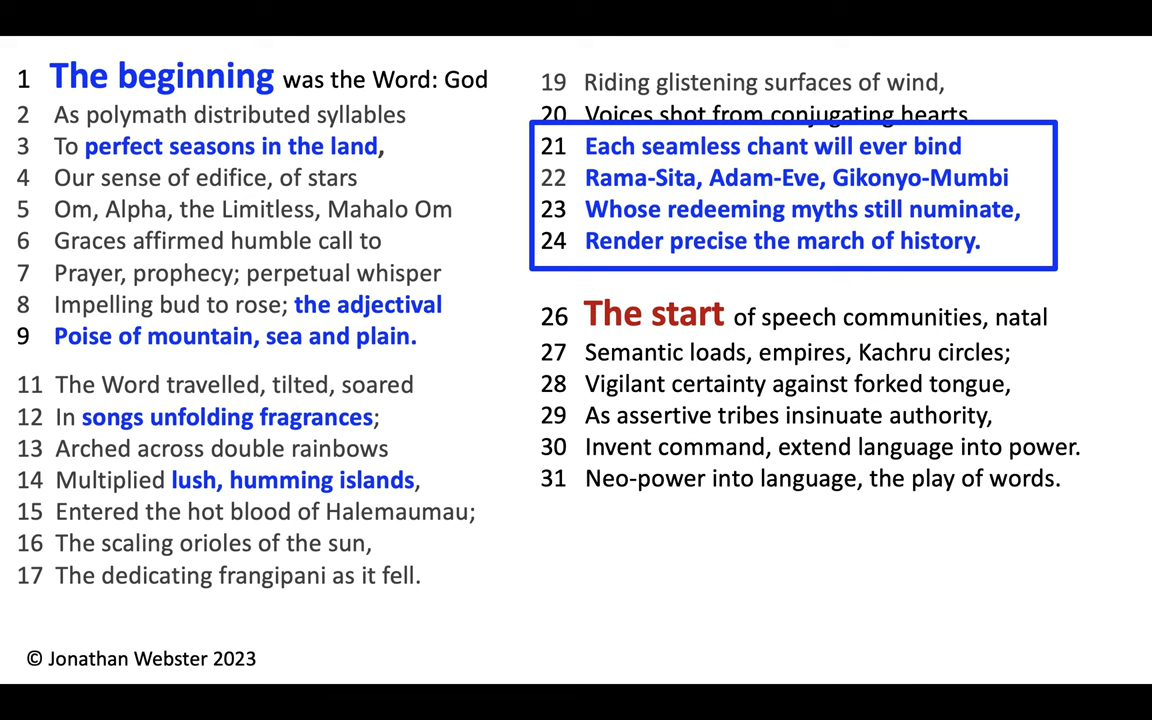 1 The beginning was the Word: God
2 As polymath distributed syllables
3 To perfect seasons in the land,
4 Our sense of edifice, of stars
5 Om, Alpha, the Limitless, Mahalo Om
6 Graces affirmed humble call to
7 Prayer, prophecy; perpetual whisper
8 Impelling bud to rose; the adjectival
9 Poise of mountain, sea and plain.
11 The Word travelled, tilted, soared
12 In songs unfolding fragrances;
13 Arched across double rainbows
14 Multiplied lush, humming islands,
15 Entered the hot blood of Halemaumau;
16 The scaling orioles of the sun,
17 The dedicating frangipani as it fell.
19 Riding glistening surfaces of wind,
20 Voices shot from conjugating hearts
21 Each seamless chant will ever bind
22 Rama-Sita, Adam-Eve, Gikonyo-Mumbi
23 Whose redeeming myths still numinate,
24 Render precise the march of history.
26 The start of speech communities, natal
27 Semantic loads, empires, Kachru circles;
28 Vigilant certainty against forked tongue,
29 As assertive tribes insinuate authority,
30 Invent command, extend language into power.
31 Neo-power into language, the play of words.
© Jonathan Webster 2023